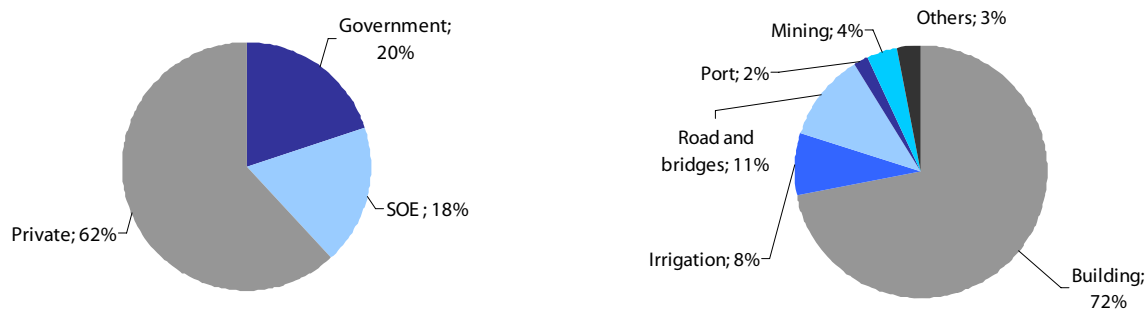 Government;
20%
SOE ; 18%
Private; 62%
Others; 3%
Mining; 4%
Port; 2%
Road and
bridges; 11%
Irrigation; 8%
Building;
72%